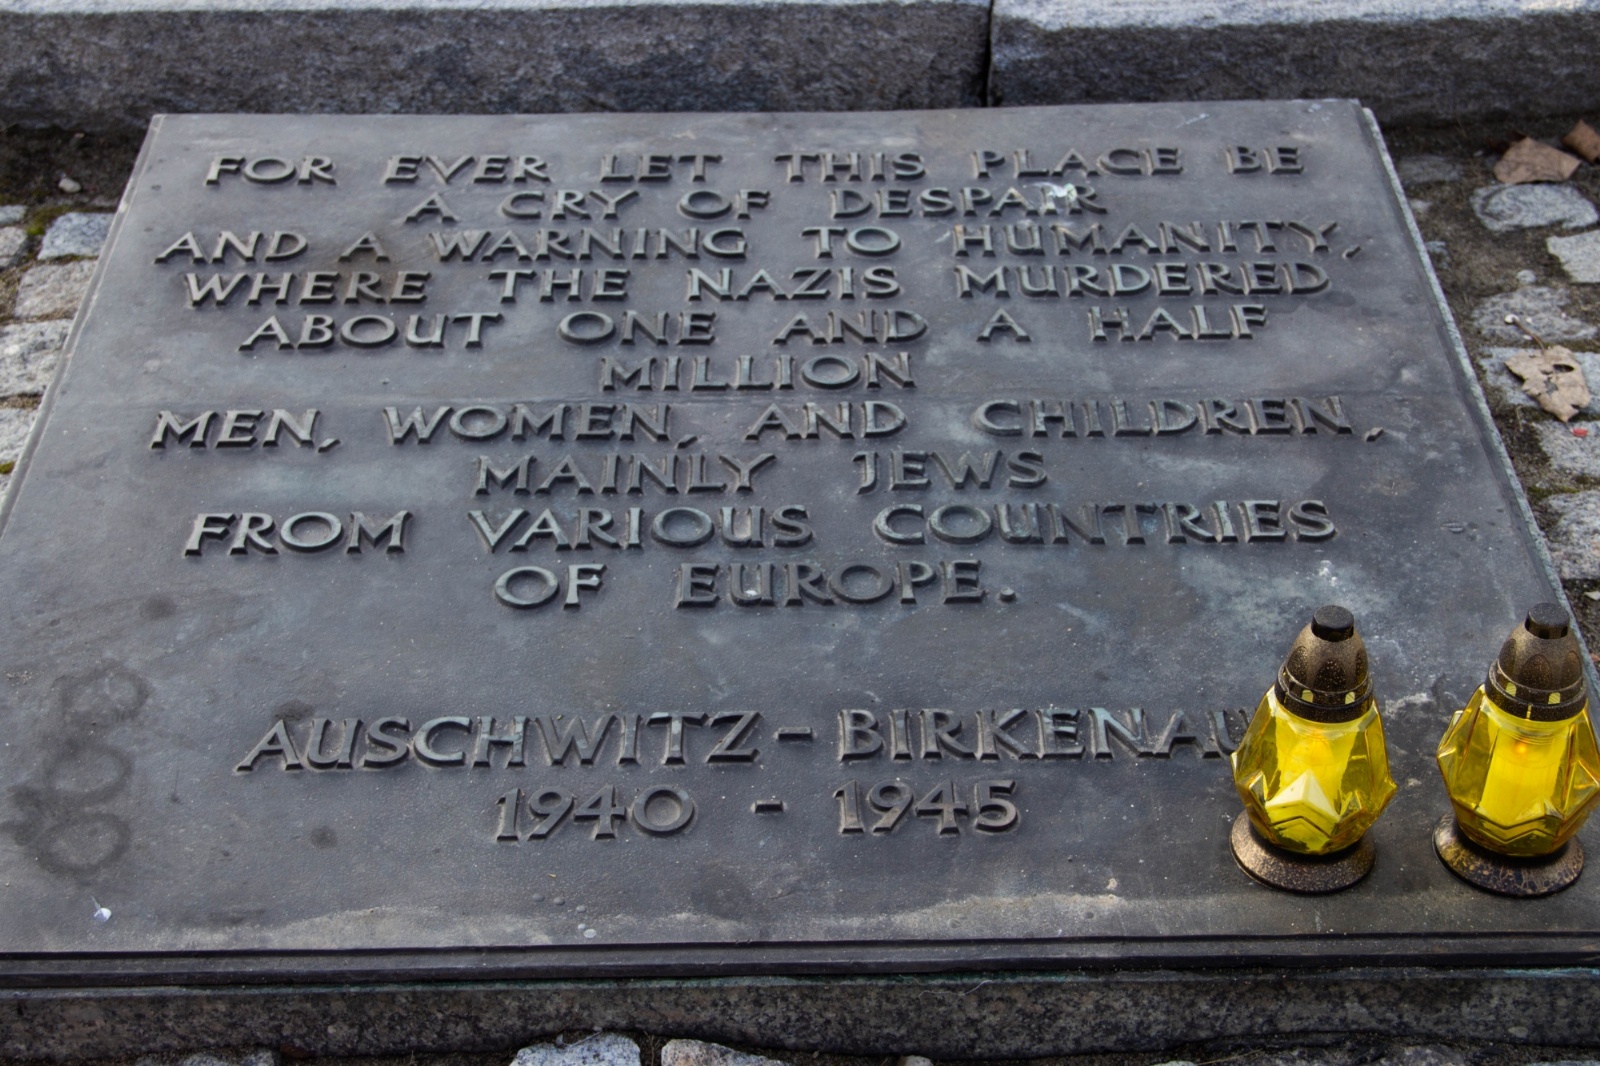 FOR EVER LET THIS PLACE BE
A CRY OF DESPAIR
AND A WARNING TO HUMANITY,
WHERE THE NAZIS MURDERED
ABOUT ONE AND A HALF
MILLION
MEN, WOMEN, AND CHILDREN,
MAINLY JEWS
FROM VARIOUS COUNTRIES
OF EUROPE.
AUSCHWITZ-BIRKENAU
1940 - 1945